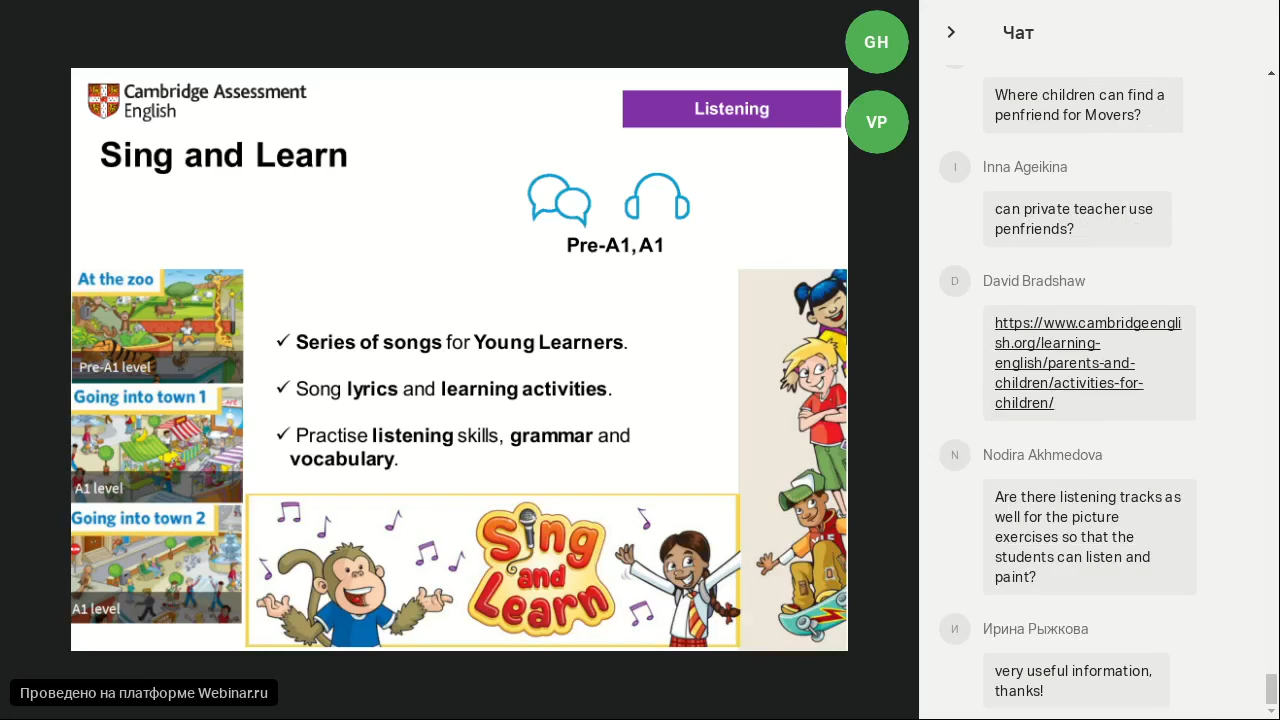 Cambridge Assessment
English
Listening
Sing and Learn
Pre-A1, A1
At the zoo
Pre-A1 level
Going into town 1
A1 level
Going into town 2
A1 level
✓ Series of songs for Young Learners.
✓ Song lyrics and learning activities.
✓ Practise listening skills, grammar and
vocabulary.
Sing
and
Learn
Проведено на платформе Webinar.ru
GH
VP
Чат
Where children can find a
penfriend for Movers?
I
Inna Ageikina
can private teacher use
penfriends?
D
David Bradshaw
https://www.cambridgeengli
sh.org/learning-
english/parents-and-
children/activities-for-
children/
N
Nodira Akhmedova
Are there listening tracks as
well for the picture
exercises so that the
students can listen and
paint?
И
Ирина Рыжкова
very useful information,
thanks!